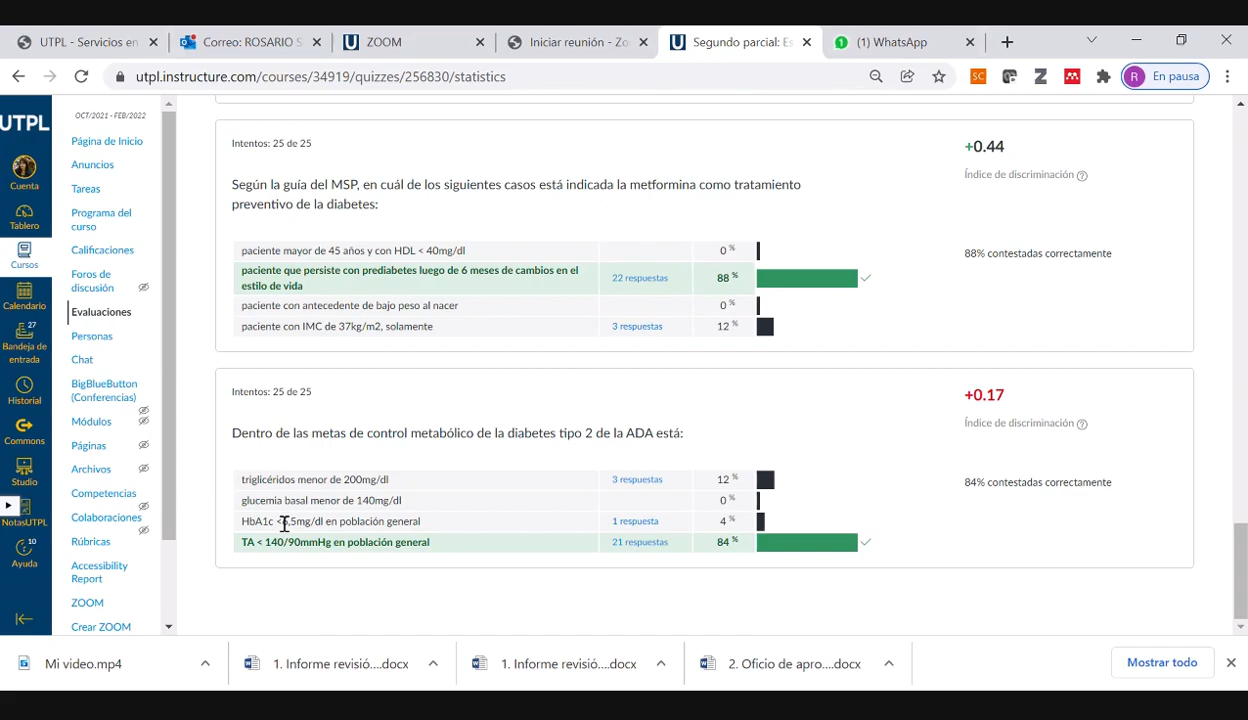 UTPL - Servicios en
Correo: ROSARIO S
ZOOM
Iniciar reunión - Zo
Segundo parcial: Es
(1) WhatsApp
utpl.instructure.com/courses/34919/quizzes/256830/statistics
SC
Z
R
En pausa
UTPL
Cuenta
Tablero
Cursos
Calendario
27
Bandeja de
entrada
Historial
Commons
Studio
NotasUTPL
10
Ayuda
OCT/2021 - FEB/2022
Página de Inicio
Anuncios
Tareas
Programa del
curso
Calificaciones
Foros de
discusión
Evaluaciones
Personas
Chat
BigBlueButton
(Conferencias)
Módulos
Páginas
Archivos
Competencias
Colaboraciones
Rúbricas
Accessibility
Report
ZOOM
Crear ZOOM
Intentos: 25 de 25
+0.44
Índice de discriminación
Según la guía del MSP, en cuál de los siguientes casos está indicada la metformina como tratamiento
preventivo de la diabetes:
paciente mayor de 45 años y con HDL < 40mg/dl 0 %
paciente que persiste con prediabetes luego de 6 meses de cambios en el
estilo de vida
22 respuestas 88 %
paciente con antecedente de bajo peso al nacer 0 %
paciente con IMC de 37kg/m2, solamente 3 respuestas 12 %
88% contestadas correctamente
Intentos: 25 de 25
+0.17
Índice de discriminación
Dentro de las metas de control metabólico de la diabetes tipo 2 de la ADA está:
triglicéridos menor de 200mg/dl 3 respuestas 12 %
glucemia basal menor de 140mg/dl 0 %
HbA1c <6,5mg/dl en población general 1 respuesta 4 %
TA < 140/90mmHg en población general 21 respuestas 84 %
84% contestadas correctamente
Mi video.mp4
1. Informe revisió....docx
1. Informe revisió....docx
2. Oficio de apro....docx
Mostrar todo